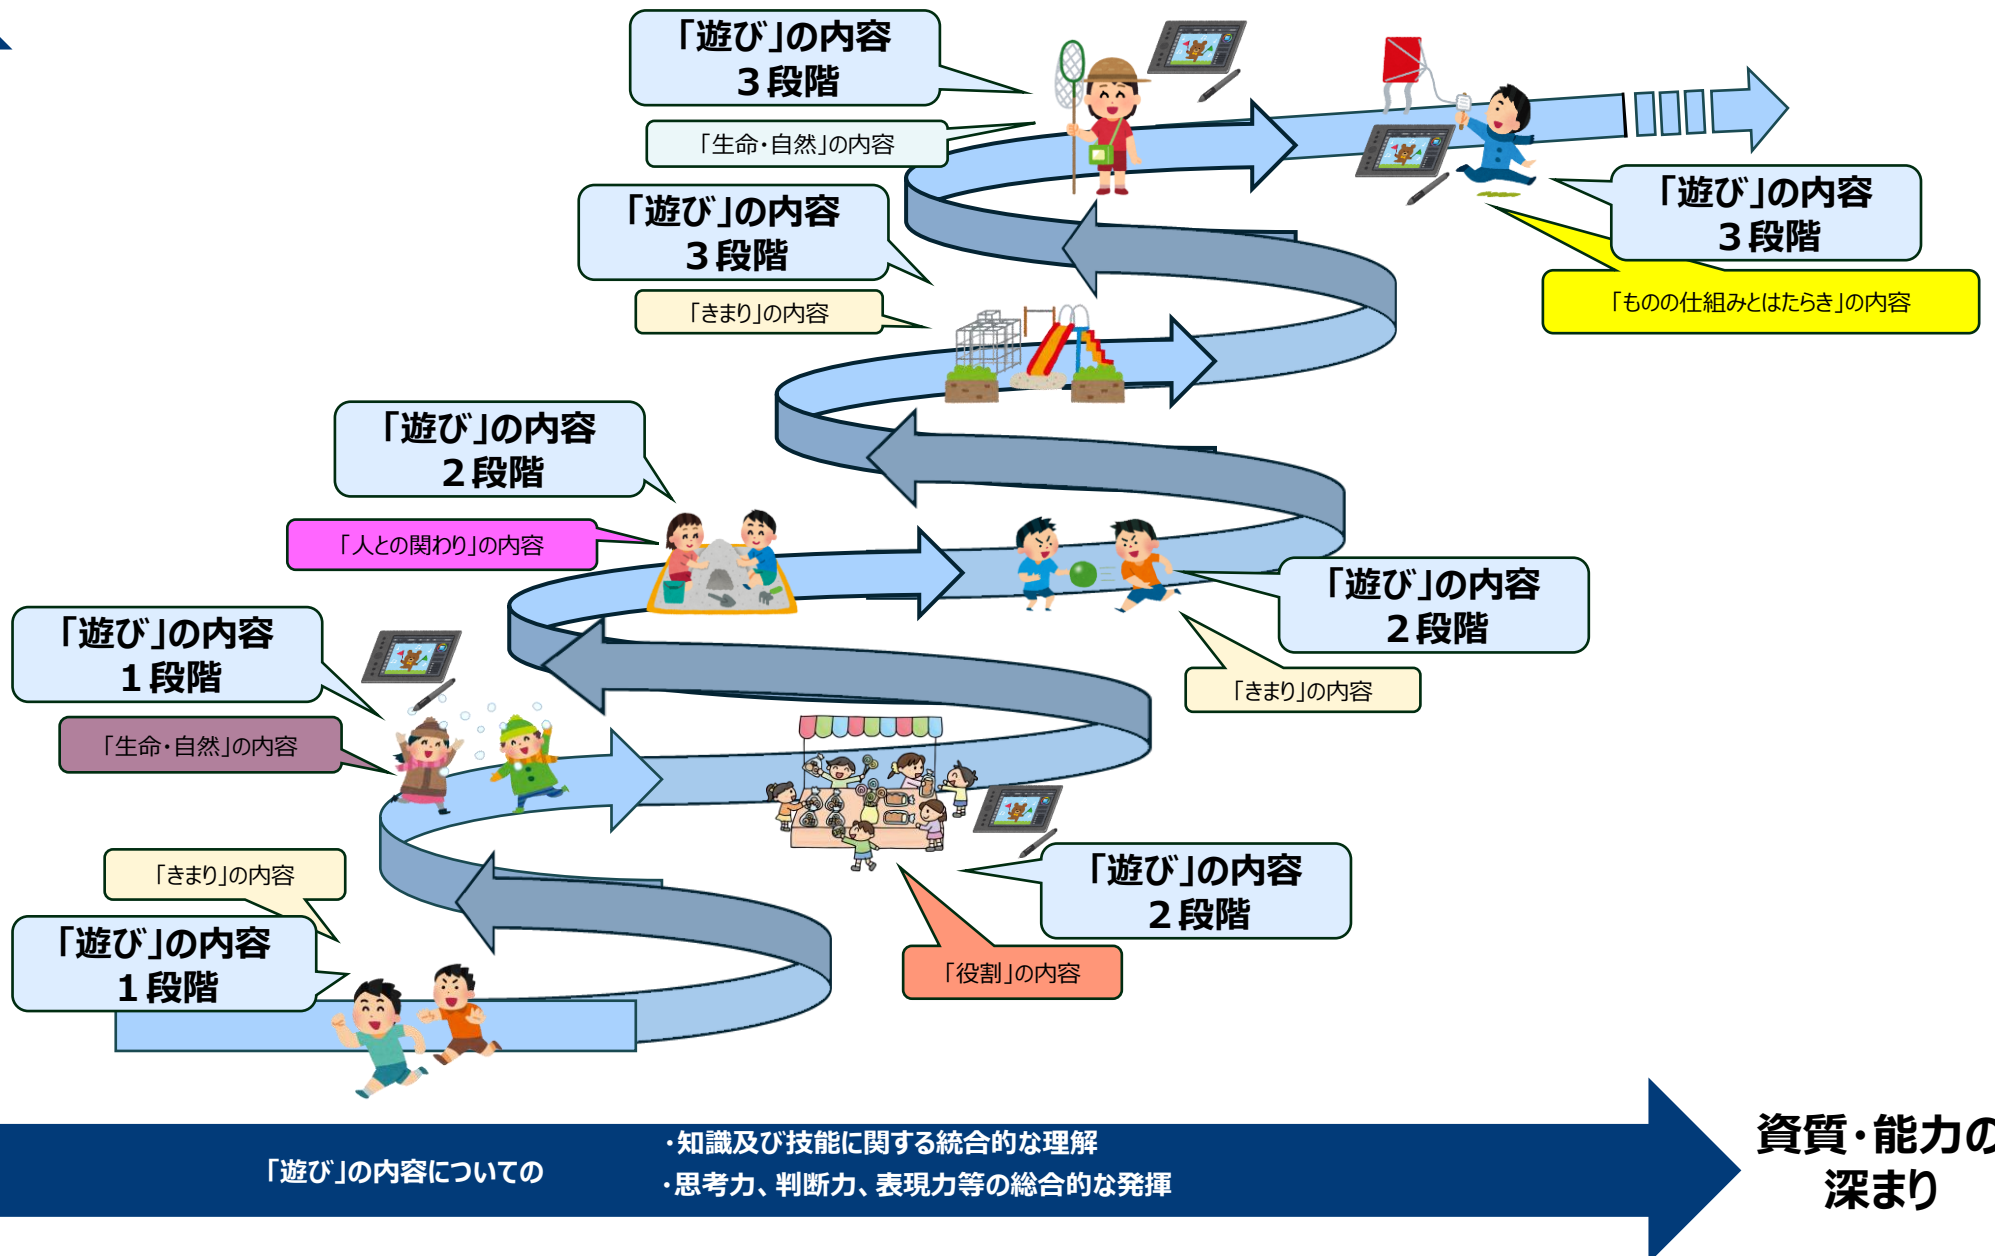 「遊び」の内容
３段階
「生命・自然」の内容
「遊び」の内容
３段階
「ものの仕組みとはたらき」の内容
「遊び」の内容
３段階
「きまり」の内容
「遊び」の内容
２段階
「人との関わり」の内容
「遊び」の内容
２段階
「きまり」の内容
「遊び」の内容
１段階
「生命・自然」の内容
「遊び」の内容
２段階
「役割」の内容
「きまり」の内容
「遊び」の内容
１段階
「遊び」の内容についての
・知識及び技能に関する統合的な理解
・思考力、判断力、表現力等の総合的な発揮
資質・能力の
深まり